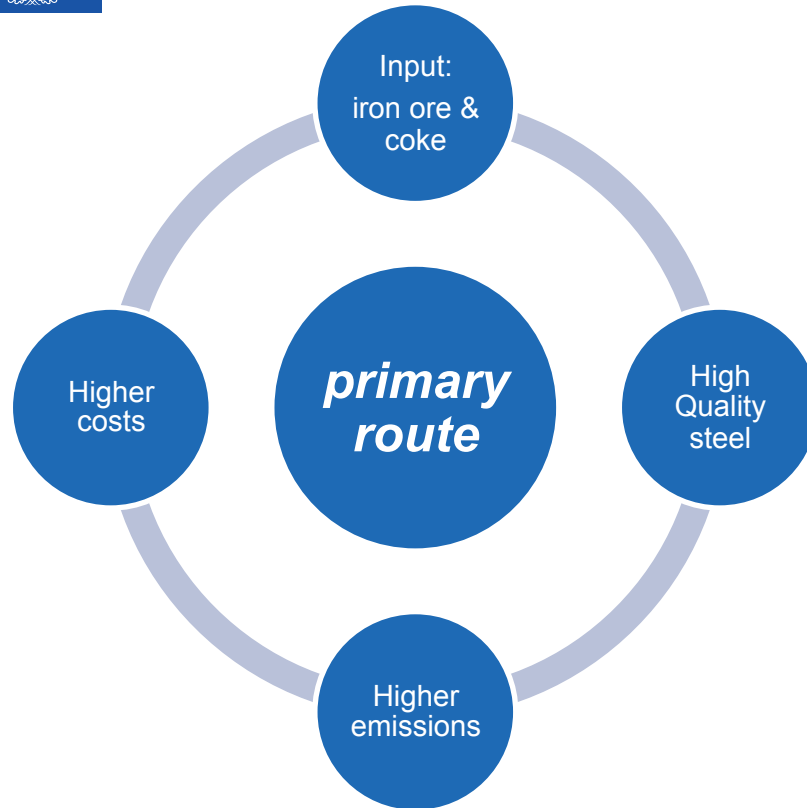 Input:
iron ore &
coke
Higher
costs
primary
route
High
Quality
steel
Higher
emissions